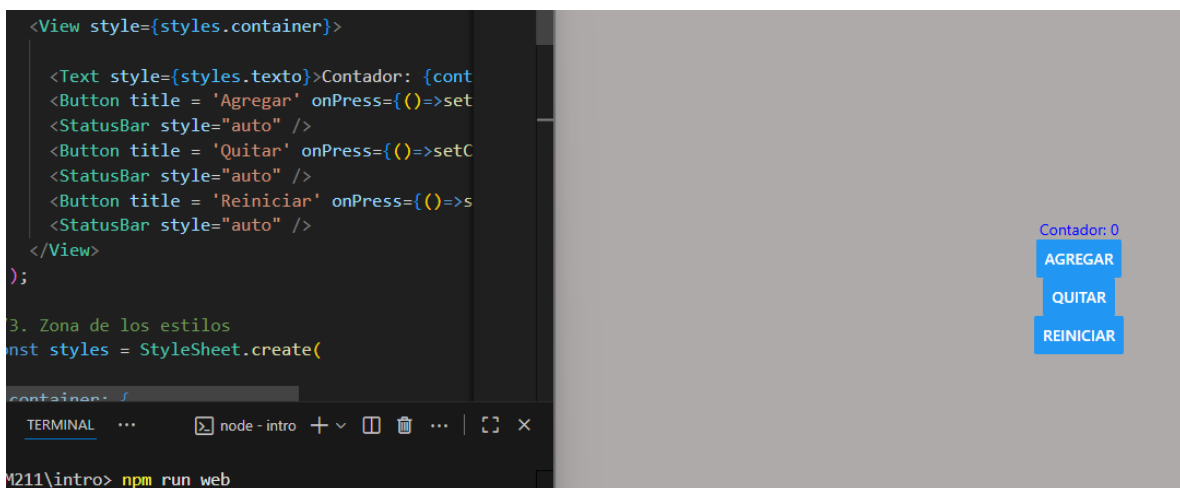 <View style={styles.container}>
<Text style={styles.texto}>Contador: {cont
<Button title = 'Agregar' onPress={()=>set
<StatusBar style="auto" />
<Button title = 'Quitar' onPress={()=>setC
<StatusBar style="auto" />
<Button title = 'Reiniciar' onPress={()=>s
<StatusBar style="auto" />
</View>
);
/3. Zona de los estilos
onst styles = StyleSheet.create(
container: {
TERMINAL ··· node - intro
M211\intro> npm run web
Contador: 0
AGREGAR
QUITAR
REINICIAR